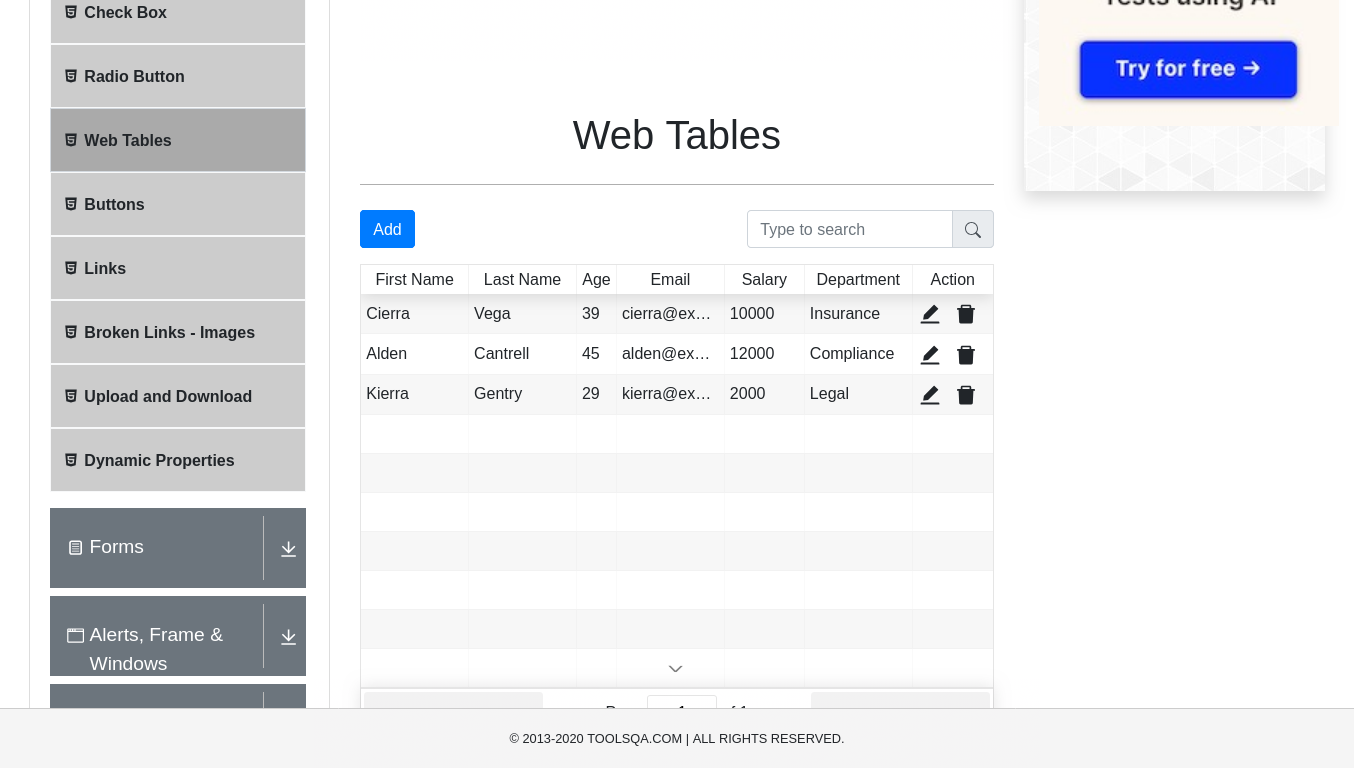 Check Box
Radio Button
Web Tables
Buttons
Links
Broken Links - Images
Upload and Download
Dynamic Properties
Forms
Alerts, Frame &
Windows
Web Tables
Add
Type to search
First Name Last Name Age Email Salary Department Action
Cierra Vega 39 cierra@ex... 10000 Insurance
Alden Cantrell 45 alden@ex... 12000 Compliance
Kierra Gentry 29 kierra@ex... 2000 Legal
Tests using AI
Try for free →
© 2013-2020 TOOLSQA.COM | ALL RIGHTS RESERVED.